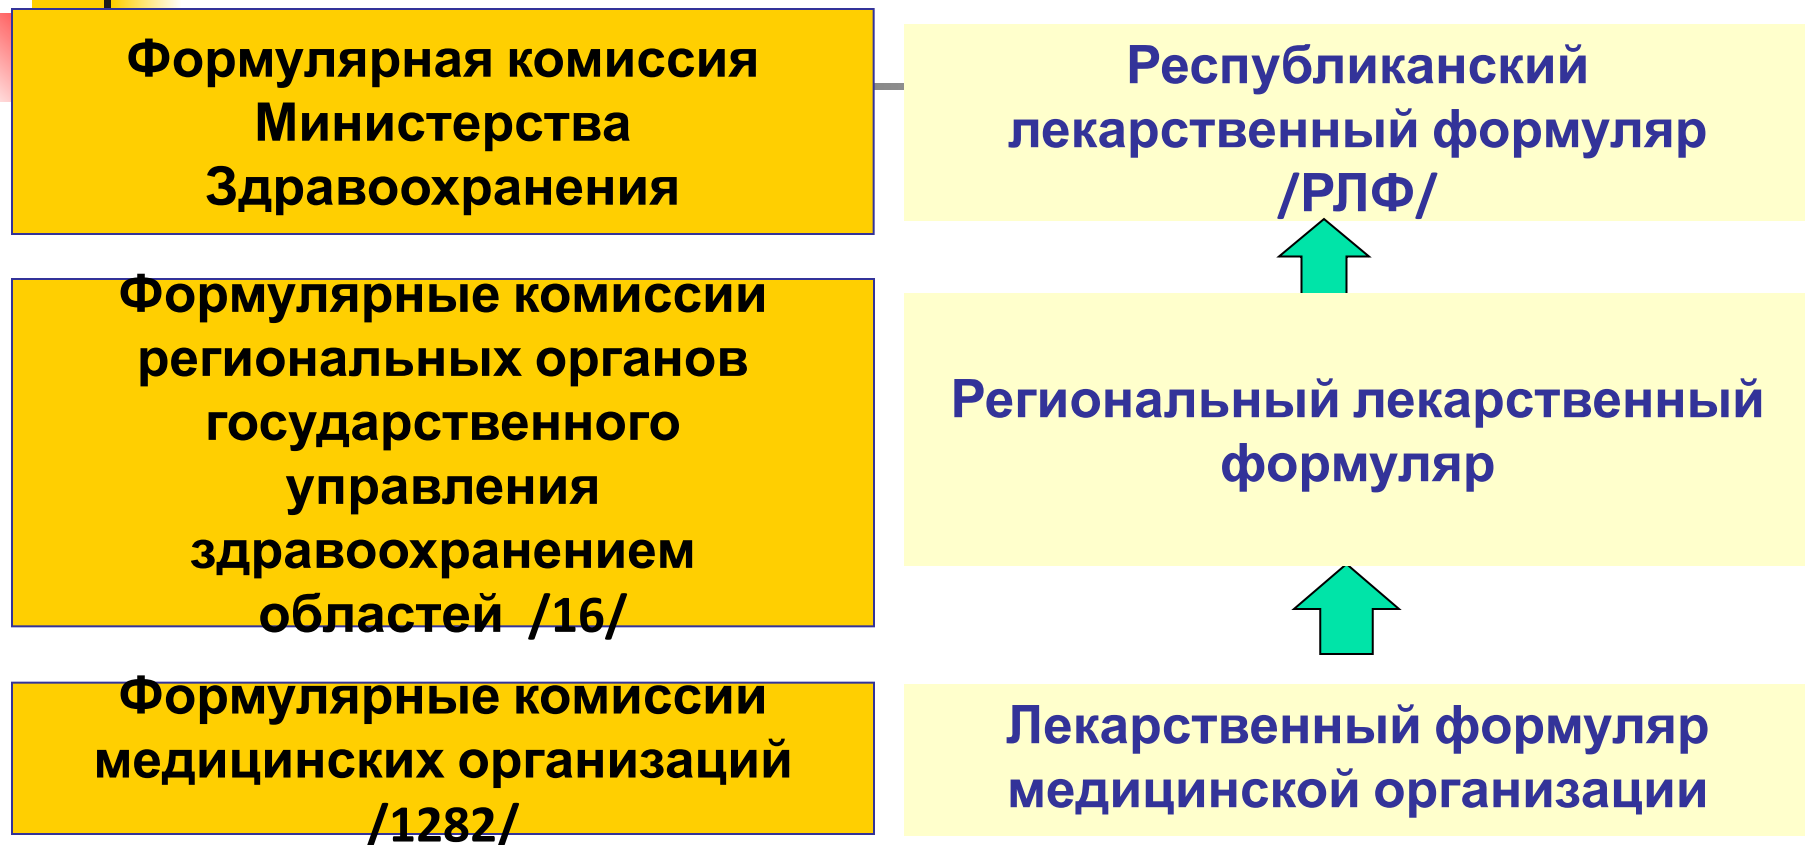 Формулярная комиссия
Министерства
Здравоохранения
Республиканский
лекарственный формуляр
/РЛФ/
Формулярные комиссии
региональных органов
государственного
управления
здравоохранением
областей /16/
Региональный лекарственный
формуляр
Формулярные комиссии
медицинских организаций
/1282/
Лекарственный формуляр
медицинской организации